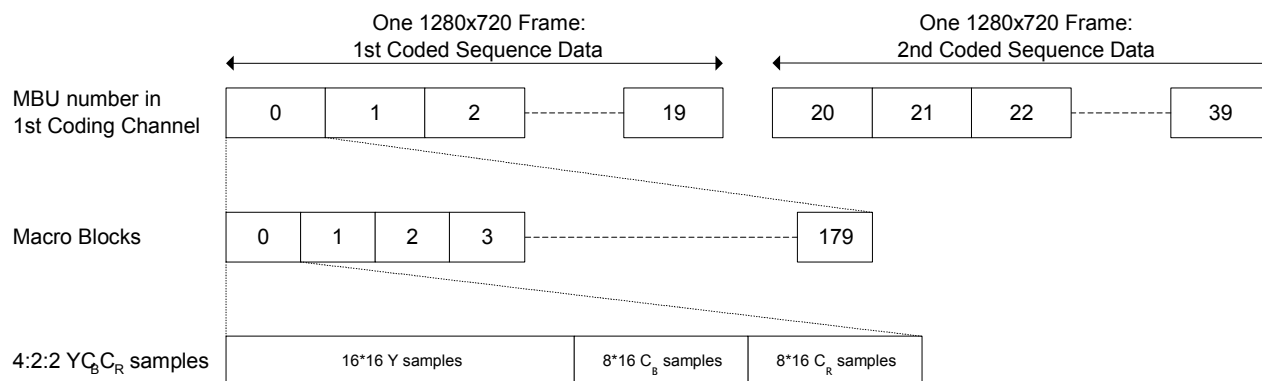 One 1280x720 Frame:
1st Coded Sequence Data
One 1280x720 Frame:
2nd Coded Sequence Data
MBU number in
1st Coding Channel
0 1 2 19 20 21 22 39
Macro Blocks
0 1 2 3 179
4:2:2 YCBCR samples
16*16 Y samples
8*16 CB samples
8*16 CR samples